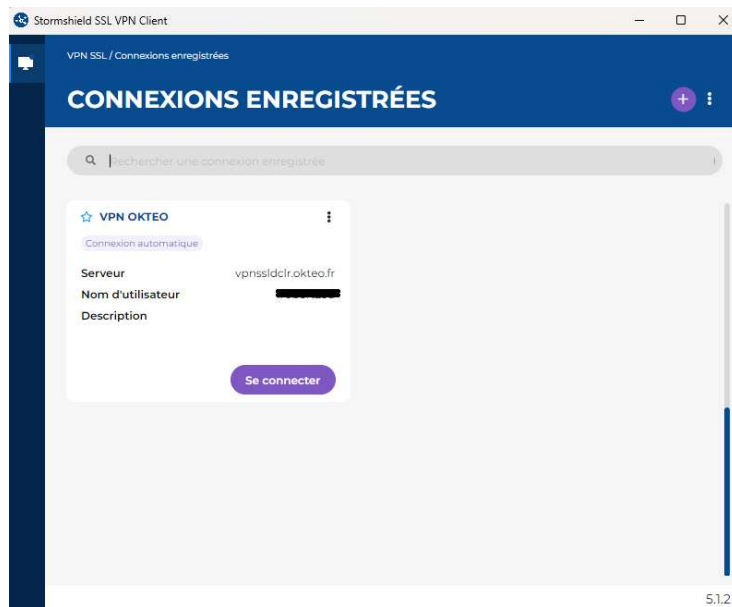 Stormshield SSL VPN Client
VPN SSL / Connexions enregistrées
CONNEXIONS ENREGISTRÉES
Rechercher une connexion enregistrée
VPN OKTEO
Connexion automatique
Serveur vpnssldclr.okteo.fr
Nom d'utilisateur
Description
Se connecter
5.1.2